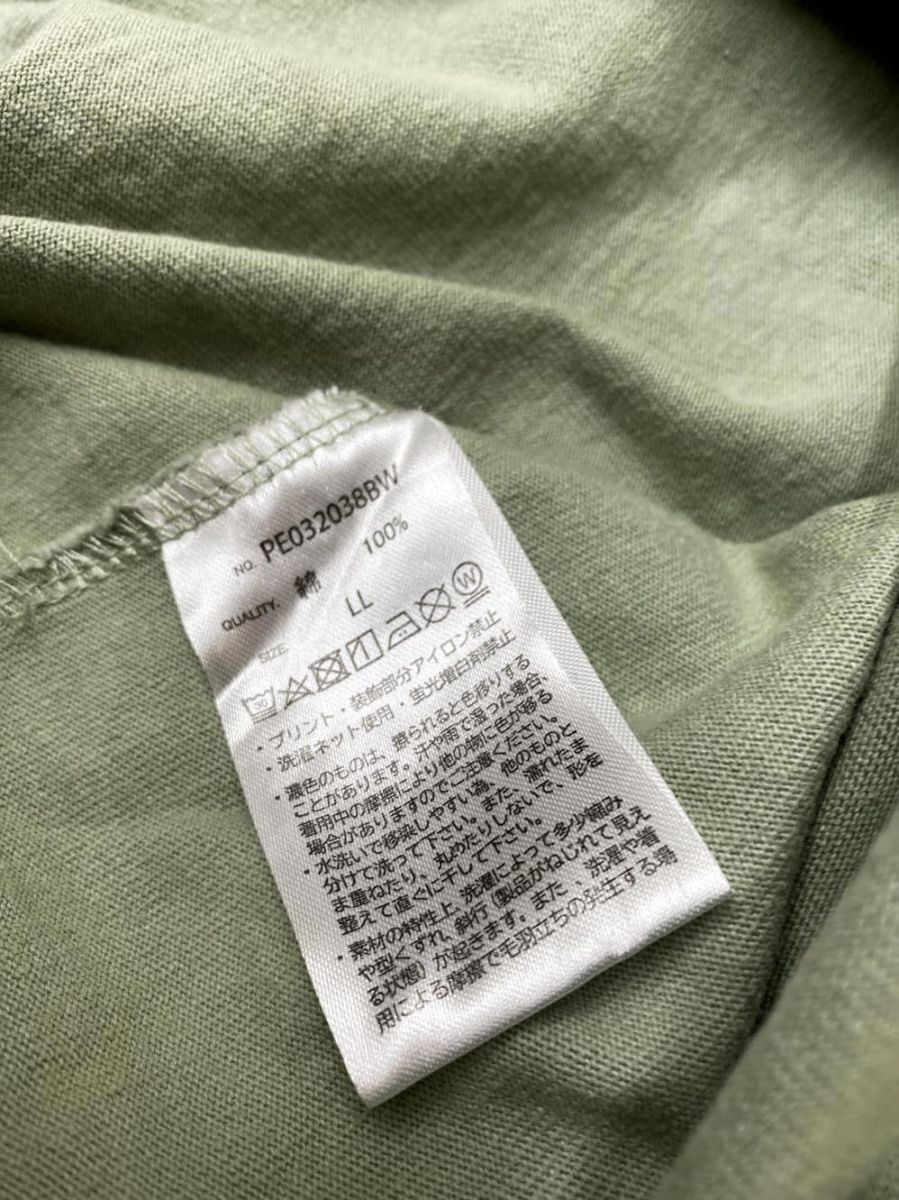 NO. PE032038BW
QUALITY. 綿 100%
SIZE. LL
30 W
・プリント・装飾部分アイロン禁止
・洗濯ネット使用・蛍光増白剤禁止
・濃色のものは、擦られると色移りする
ことがあります。汗や雨で湿った場合、
着用中の摩擦により他の物に色が移る
場合がありますのでご注意ください。
・水洗いで移染しやすい為、他のものと
分けて洗って下さい。また、濡れたま
ま重ねたり、丸めたりしないで、形を
整えて直ぐに干して下さい。
・素材の特性上、洗濯によって多少編み
や型くずれ、斜行(製品がねじれて見え
る状態)が起きます。また、洗濯や着
用による摩擦で毛羽立ちの発生する場